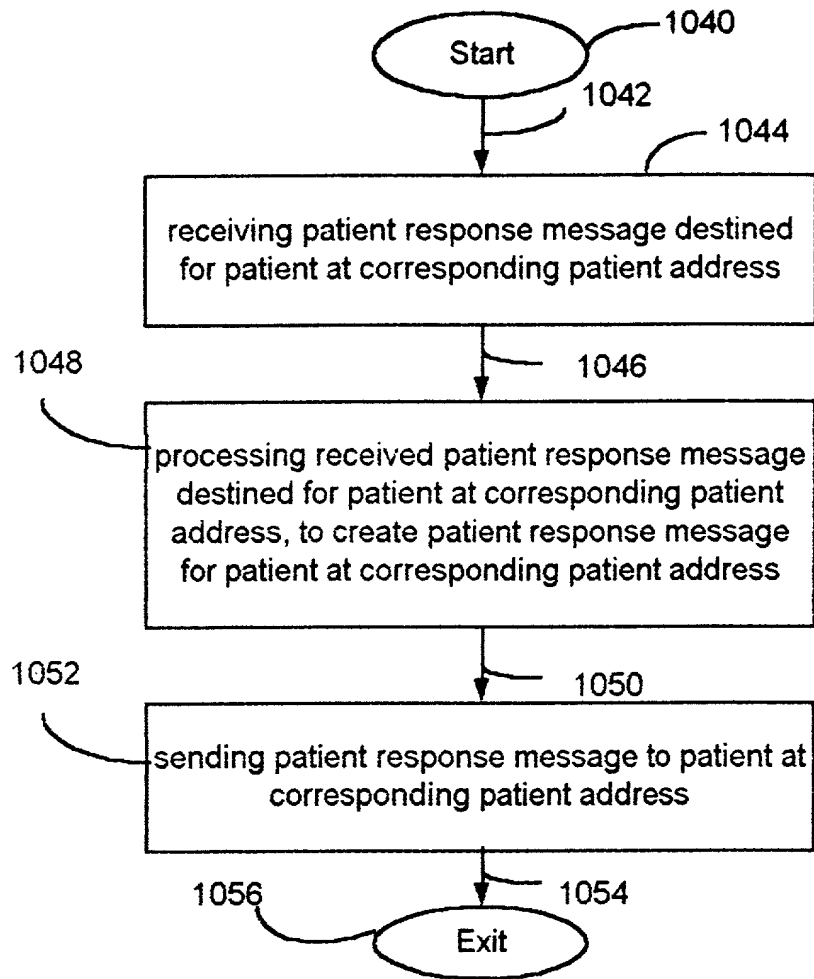 Start
1040
1042
1044
receiving patient response message destined
for patient at corresponding patient address
1046
1048
processing received patient response message
destined for patient at corresponding patient
address, to create patient response message
for patient at corresponding patient address
1050
1052
sending patient response message to patient at
corresponding patient address
1054
1056
Exit